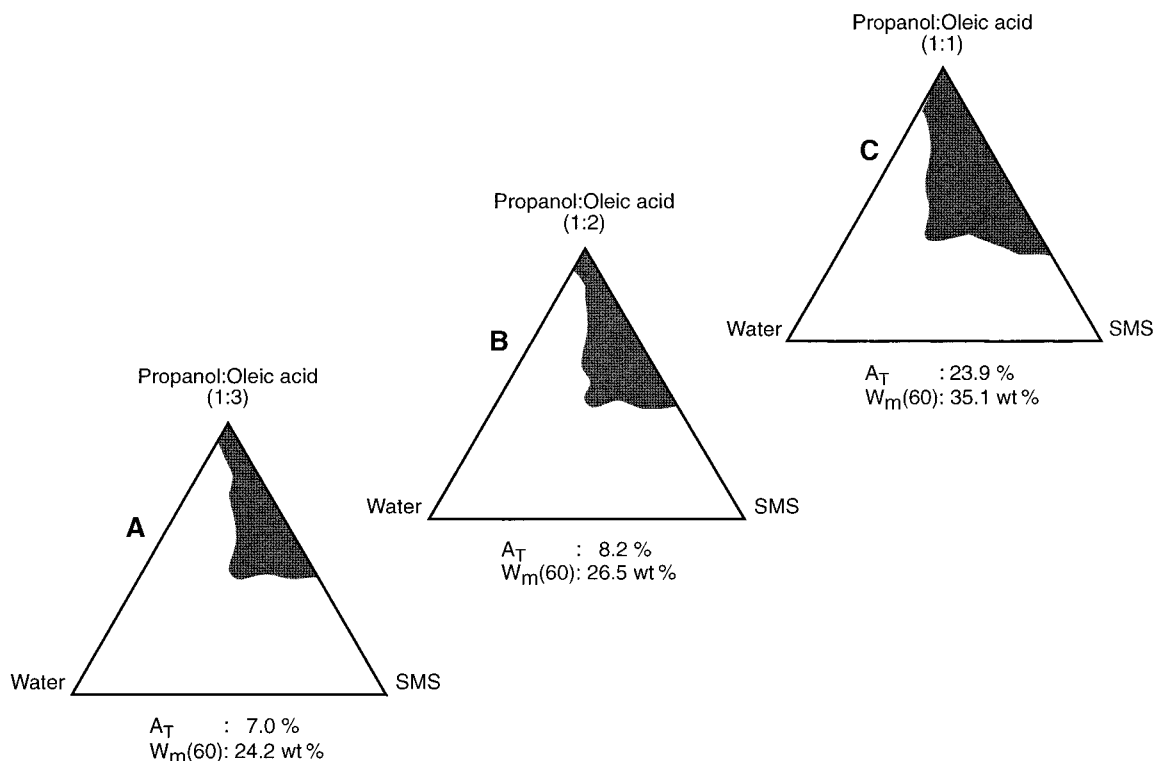 Propanol:Oleic acid
(1:3)
A
Water
SMS
A_T : 7.0 %
W_m(60): 24.2 wt %
Propanol:Oleic acid
(1:2)
B
Water
SMS
A_T : 8.2 %
W_m(60): 26.5 wt %
Propanol:Oleic acid
(1:1)
C
Water
SMS
A_T : 23.9 %
W_m(60): 35.1 wt %